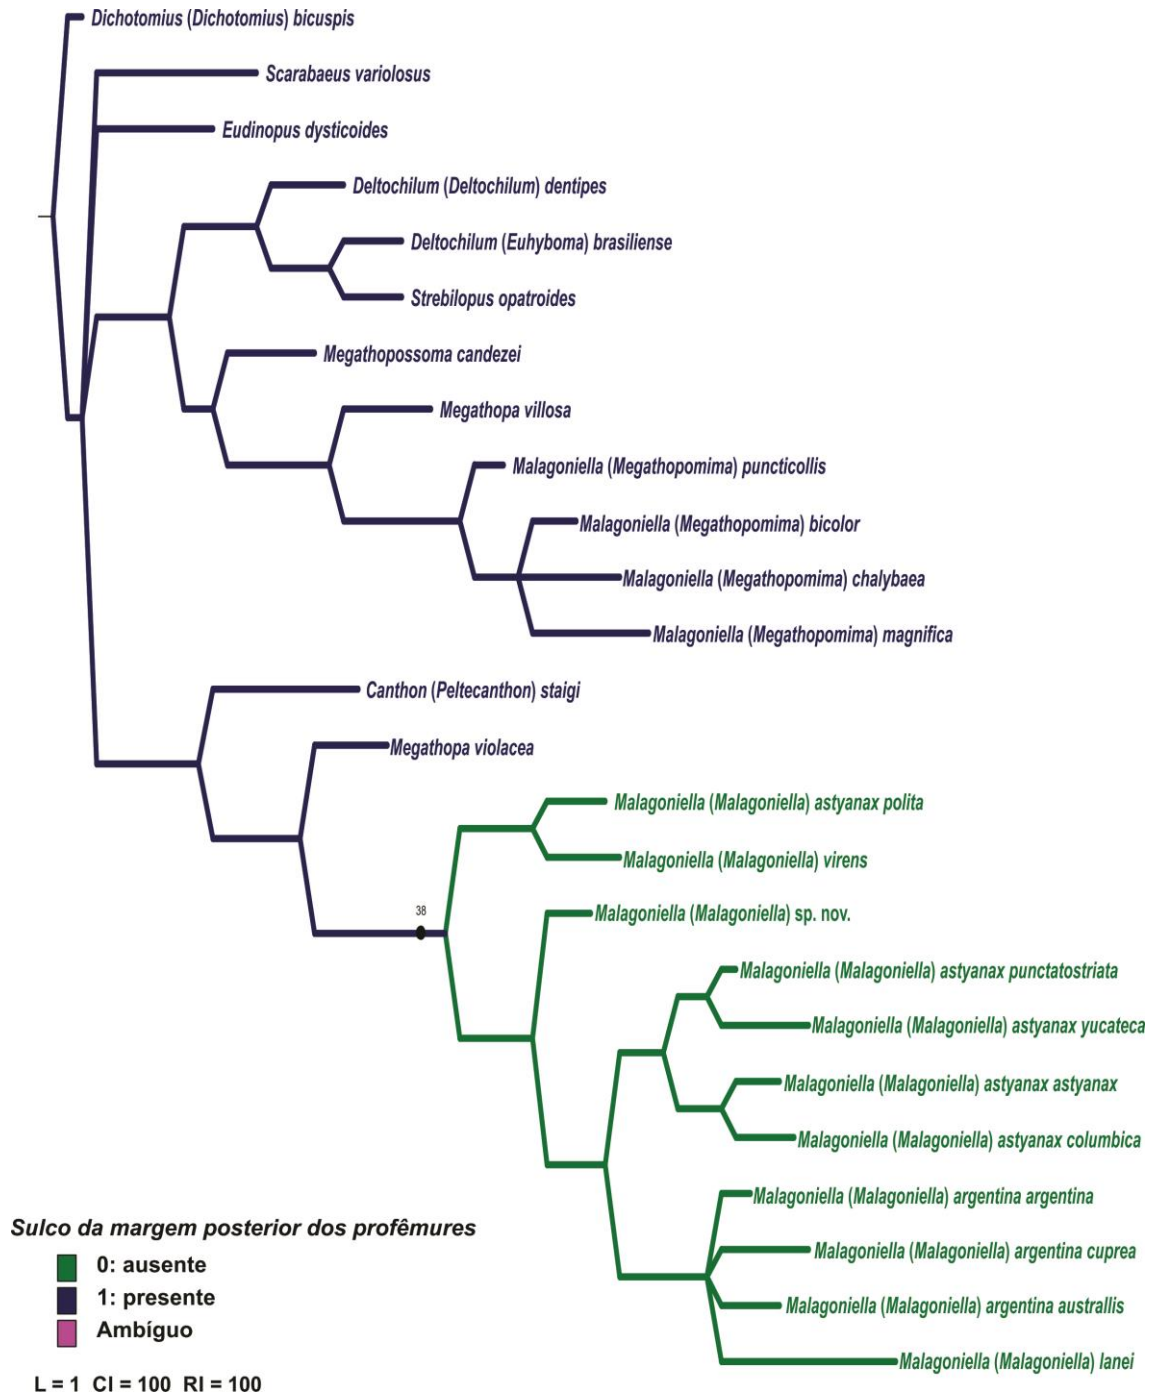 Dichotomius (Dichotomius) bicuspis
Scarabaeus variolosus
Eudinopus dysticoides
Deltochilum (Deltochilum) dentipes
Deltochilum (Euhyboma) brasiliense
Strebilopus opatroides
Megathopossoma candezei
Megathopa villosa
Malagoniella (Megathopomima) puncticollis
Malagoniella (Megathopomima) bicolor
Malagoniella (Megathopomima) chalybaea
Malagoniella (Megathopomima) magnifica
Canthon (Peltecanthon) staigi
Megathopa violacea
Malagoniella (Malagoniella) astyanax polita
Malagoniella (Malagoniella) virens
38
Malagoniella (Malagoniella) sp. nov.
Malagoniella (Malagoniella) astyanax punctatostriata
Malagoniella (Malagoniella) astyanax yucateca
Malagoniella (Malagoniella) astyanax astyanax
Malagoniella (Malagoniella) astyanax columbica
Malagoniella (Malagoniella) argentina argentina
Malagoniella (Malagoniella) argentina cuprea
Malagoniella (Malagoniella) argentina australlis
Malagoniella (Malagoniella) lanei
Sulco da margem posterior dos profêmures
0: ausente
1: presente
Ambíguo
L = 1 CI = 100 RI = 100